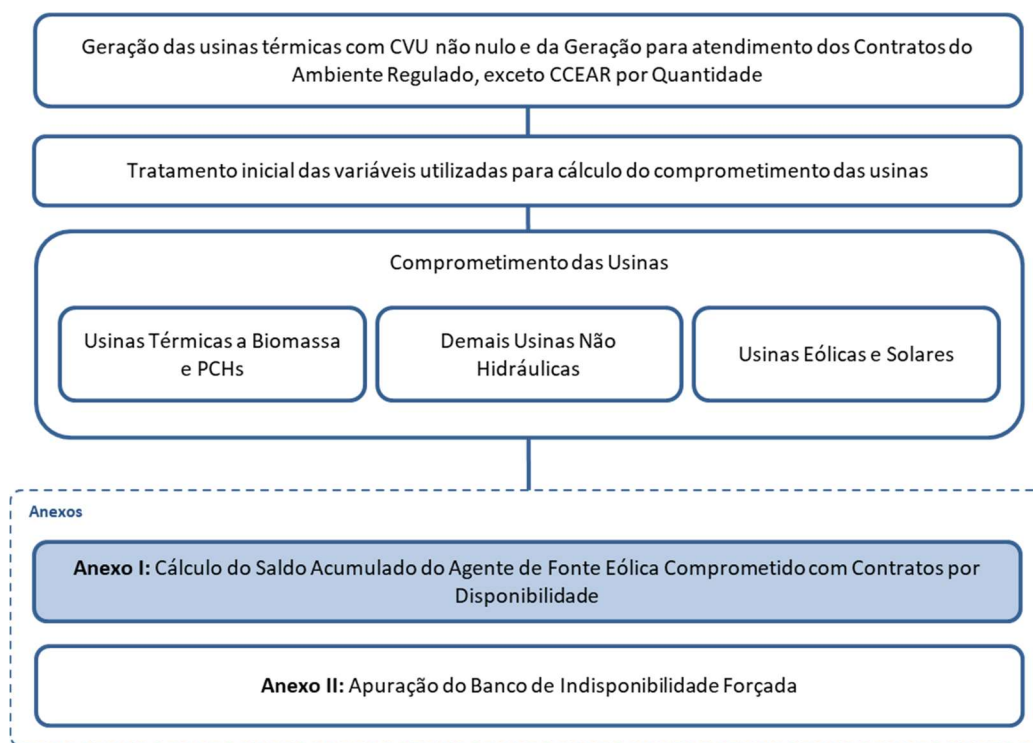 Geração das usinas térmicas com CVU não nulo e da Geração para atendimento dos Contratos do
Ambiente Regulado, exceto CCEAR por Quantidade
Tratamento inicial das variáveis utilizadas para cálculo do comprometimento das usinas
Comprometimento das Usinas
Usinas Térmicas a Biomassa
e PCHs
Demais Usinas Não
Hidráulicas
Usinas Eólicas e Solares
Anexos
Anexo I: Cálculo do Saldo Acumulado do Agente de Fonte Eólica Comprometido com Contratos por
Disponibilidade
Anexo II: Apuração do Banco de Indisponibilidade Forçada